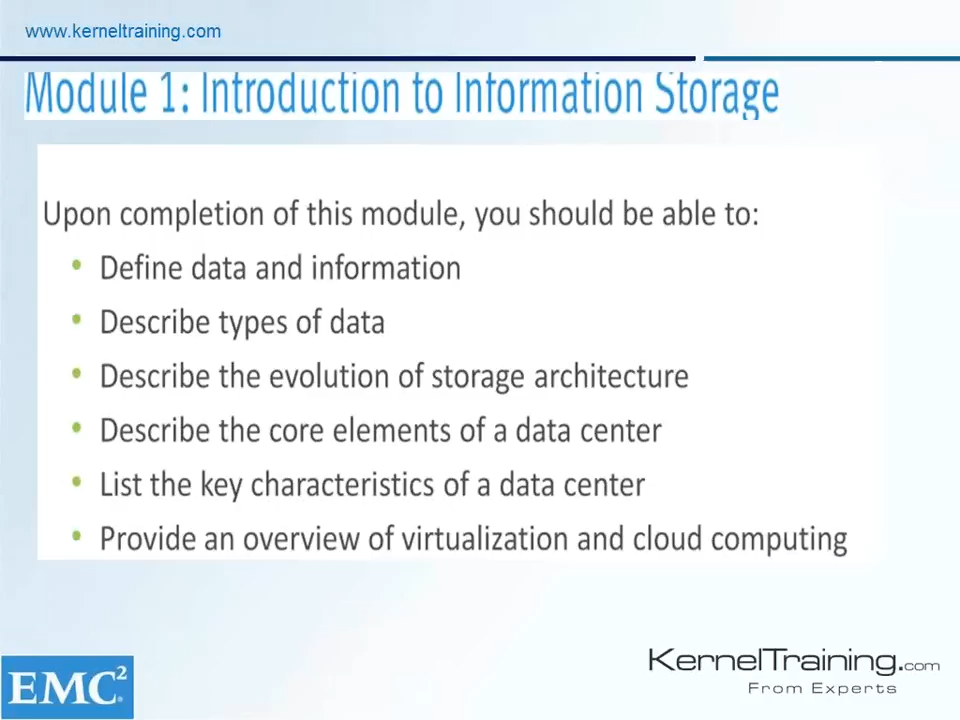 www.kerneltraining.com
Module 1: Introduction to Information Storage
Upon completion of this module, you should be able to:
• Define data and information
• Describe types of data
• Describe the evolution of storage architecture
• Describe the core elements of a data center
• List the key characteristics of a data center
• Provide an overview of virtualization and cloud computing
EMC²
KernelTraining.com
From Experts